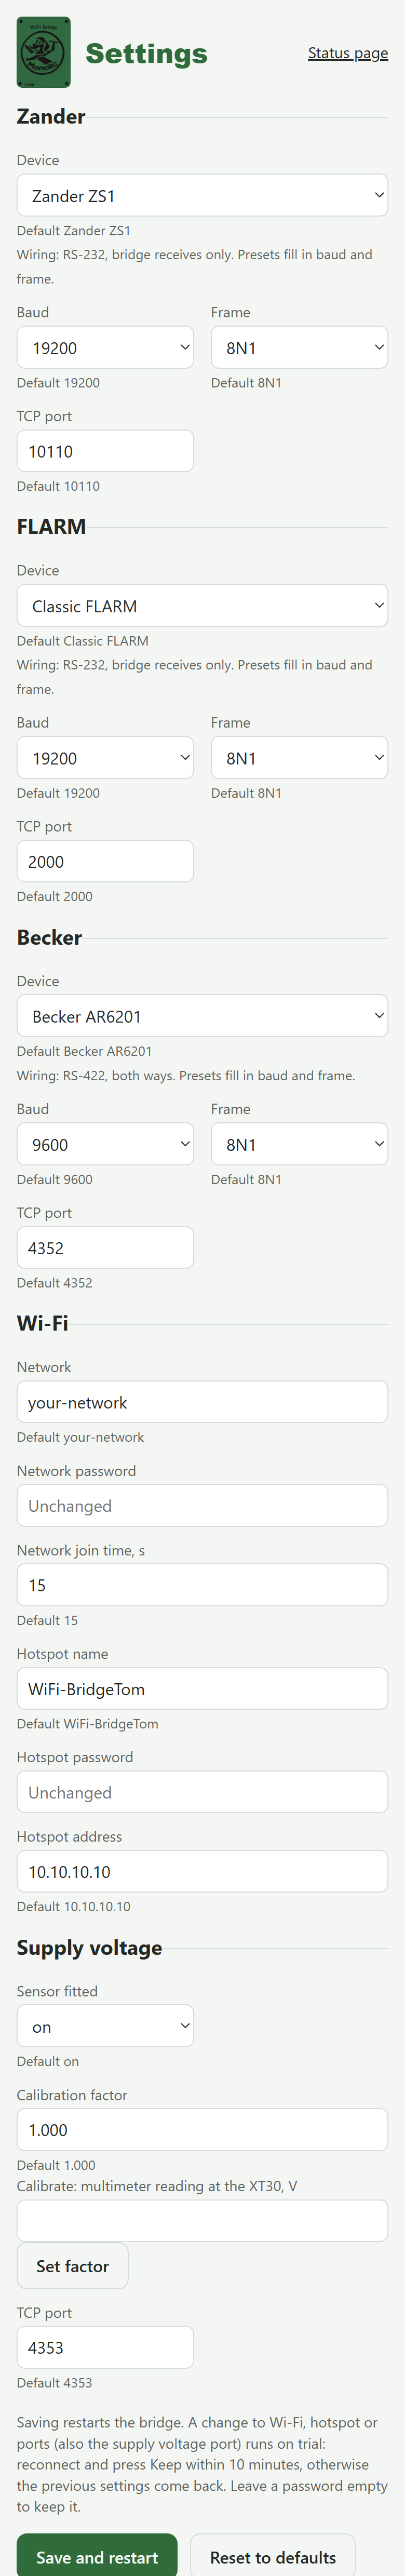 WiFi Bridge
MomoRC
Settings
Status page
Zander
Device
Zander ZS1
Default Zander ZS1
Wiring: RS-232, bridge receives only. Presets fill in baud and
frame.
Baud
Frame
19200
8N1
Default 19200
Default 8N1
TCP port
10110
Default 10110
FLARM
Device
Classic FLARM
Default Classic FLARM
Wiring: RS-232, bridge receives only. Presets fill in baud and
frame.
Baud
Frame
19200
8N1
Default 19200
Default 8N1
TCP port
2000
Default 2000
Becker
Device
Becker AR6201
Default Becker AR6201
Wiring: RS-422, both ways. Presets fill in baud and frame.
Baud
Frame
9600
8N1
Default 9600
Default 8N1
TCP port
4352
Default 4352
Wi-Fi
Network
your-network
Default your-network
Network password
Unchanged
Network join time, s
15
Default 15
Hotspot name
WiFi-BridgeTom
Default WiFi-BridgeTom
Hotspot password
Unchanged
Hotspot address
10.10.10.10
Default 10.10.10.10
Supply voltage
Sensor fitted
on
Default on
Calibration factor
1.000
Default 1.000
Calibrate: multimeter reading at the XT30, V
Set factor
TCP port
4353
Default 4353
Saving restarts the bridge. A change to Wi-Fi, hotspot or
ports (also the supply voltage port) runs on trial:
reconnect and press Keep within 10 minutes, otherwise
the previous settings come back. Leave a password empty
to keep it.
Save and restart
Reset to defaults